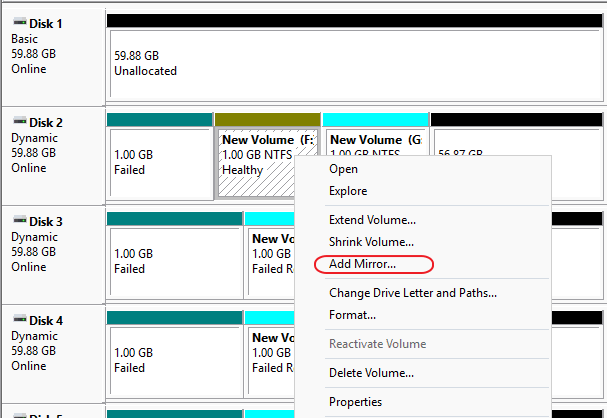 Disk 1
Basic
59.88 GB
Online
59.88 GB
Unallocated
Disk 2
Dynamic
59.88 GB
Online
1.00 GB
Failed
New Volume (F:
1.00 GB NTFS
Healthy
New Volume (G
1.00 GB NTFS
56.87 GB
Disk 3
Dynamic
59.88 GB
Online
1.00 GB
Failed
New Vo
1.00 GB
Failed R
Disk 4
Dynamic
59.88 GB
Online
1.00 GB
Failed
New Vo
1.00 GB
Failed R
Open
Explore
Extend Volume...
Shrink Volume...
Add Mirror...
Change Drive Letter and Paths...
Format...
Reactivate Volume
Delete Volume...
Properties